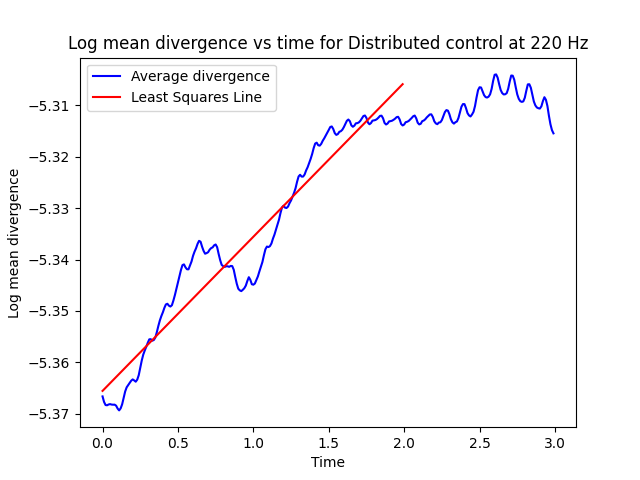 Log mean divergence vs time for Distributed control at 220 Hz
Average divergence
Least Squares Line
Log mean divergence
−5.31
−5.32
−5.33
−5.34
−5.35
−5.36
−5.37
0.0 0.5 1.0 1.5 2.0 2.5 3.0
Time